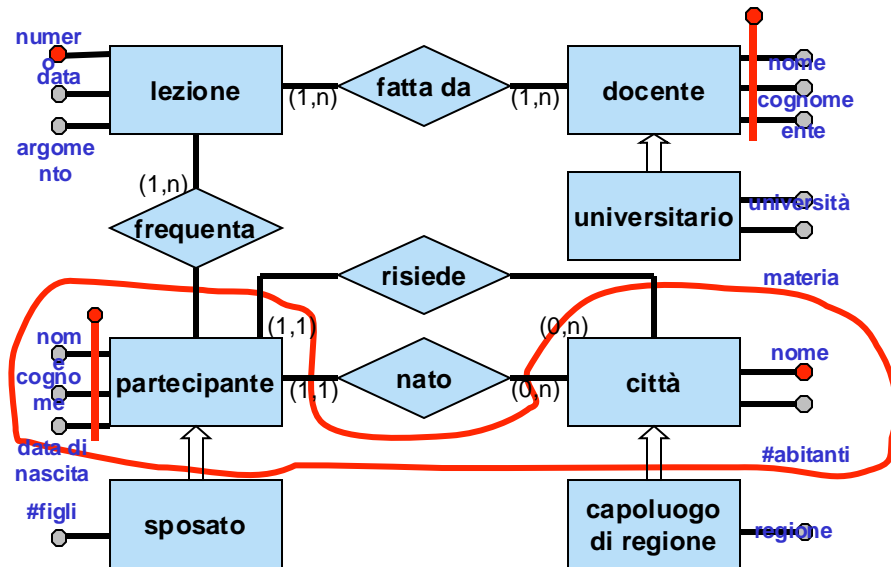 numer
o
data
argome
nto
lezione
(1,n)
fatta da
(1,n)
docente
nome
cognome
ente
(1,n)
frequenta
universitario
università
materia
risiede
(1,1)
(0,n)
nom
e
cogno
me
data di
nascita
partecipante
(1,1)
nato
(0,n)
città
nome
#abitanti
#figli
sposato
capoluogo
di regione
regione